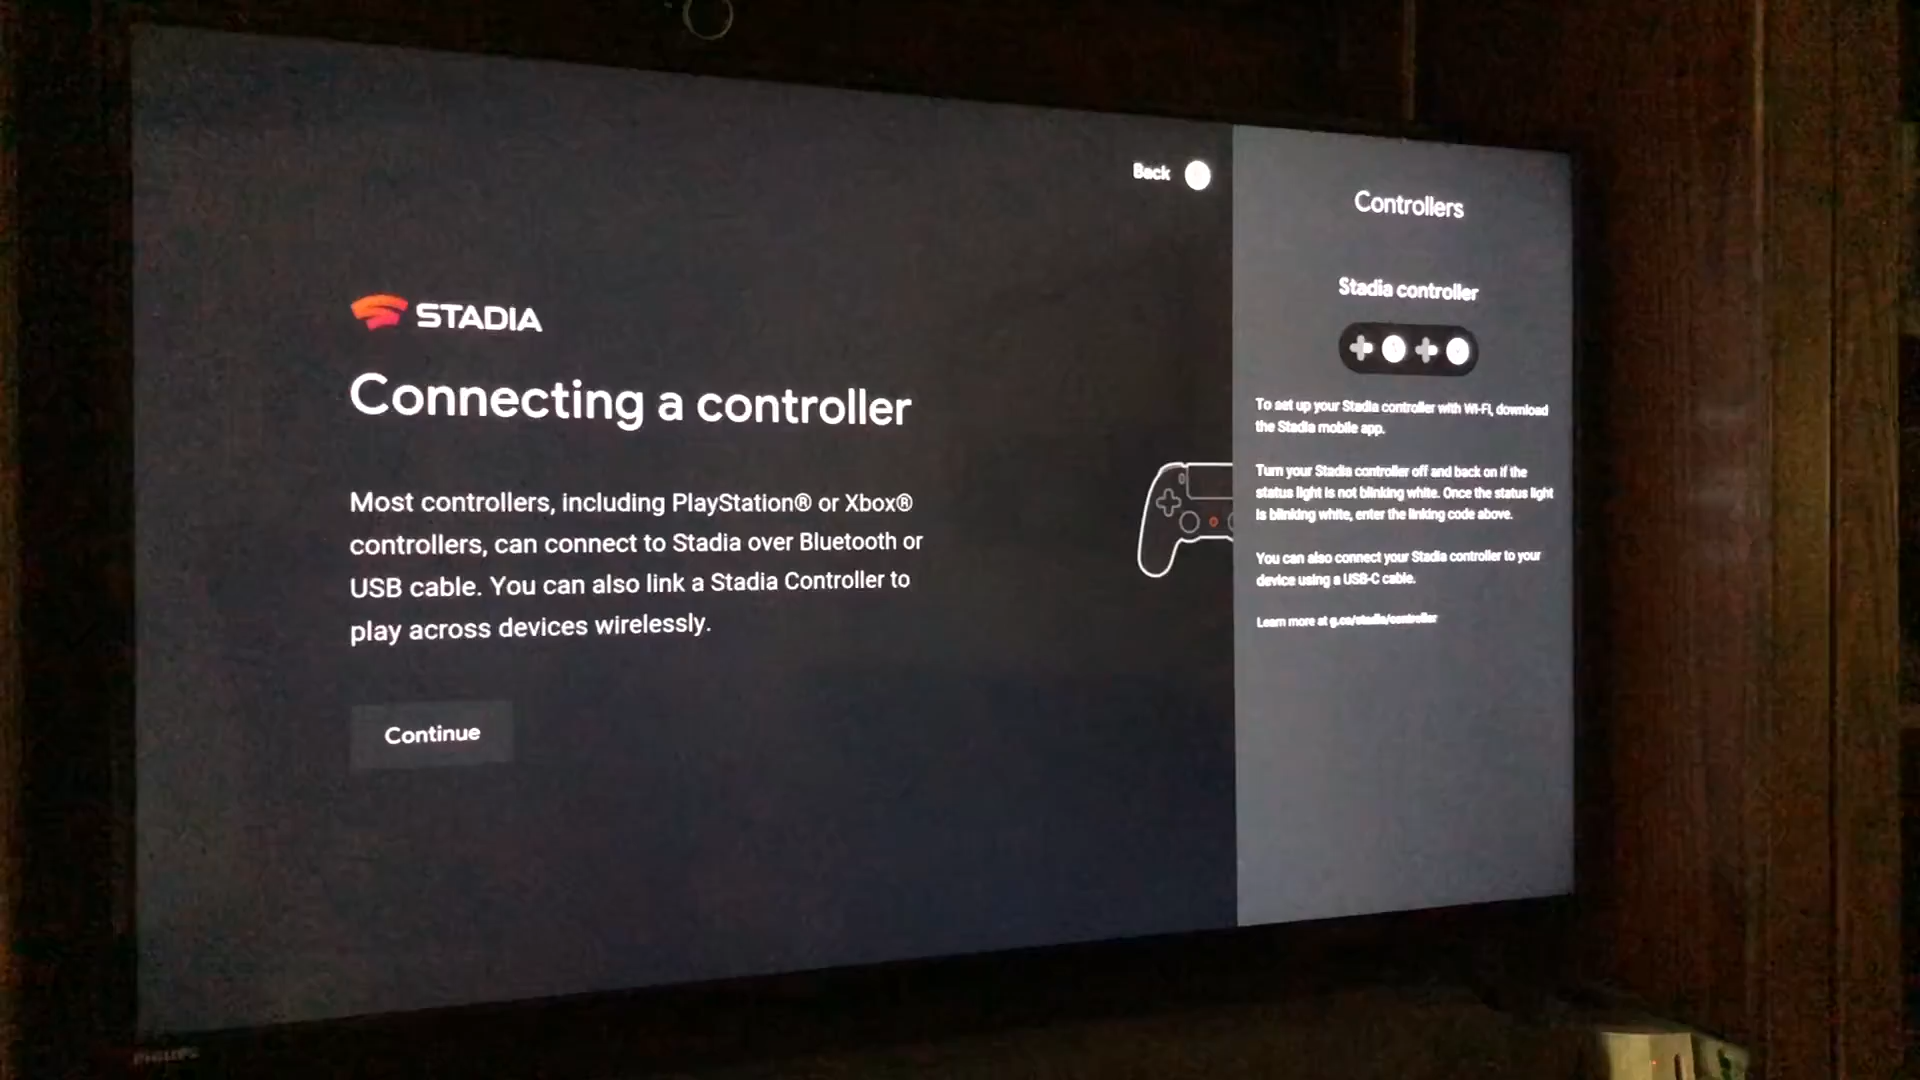 Back
STADIA
Connecting a controller
Most controllers, including PlayStation® or Xbox®
controllers, can connect to Stadia over Bluetooth or
USB cable. You can also link a Stadia Controller to
play across devices wirelessly.
Continue
Controllers
Stadia controller
To set up your Stadia controller with Wi-Fi, download
the Stadia mobile app.
Turn your Stadia controller off and back on if the
status light is not blinking white. Once the status light
is blinking white, enter the linking code above.
You can also connect your Stadia controller to your
device using a USB-C cable.
Learn more at g.co/stadia/controller
PHILIPS